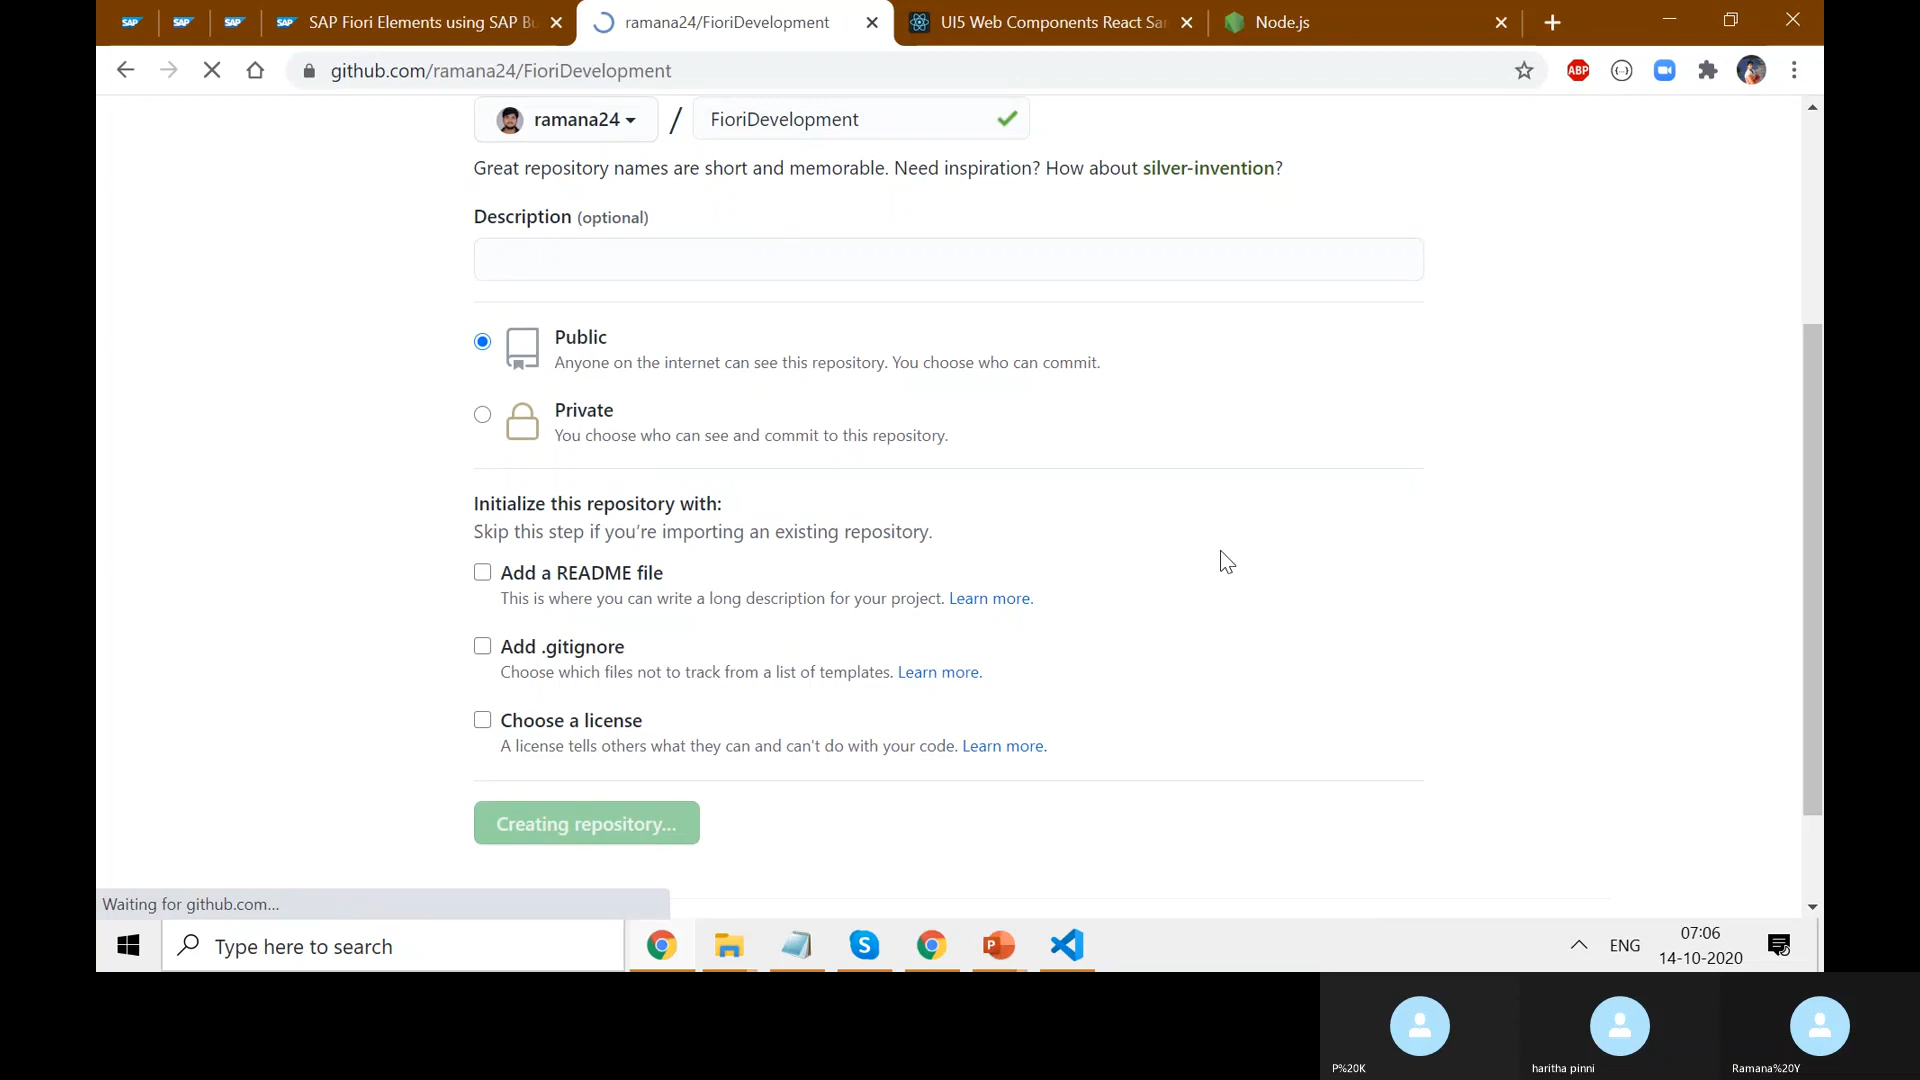 SAP
SAP
SAP
SAP
SAP Fiori Elements using SAP Bu
ramana24/FioriDevelopment
UI5 Web Components React Sa
Node.js
github.com/ramana24/FioriDevelopment
ABP
ramana24 / FioriDevelopment
Great repository names are short and memorable. Need inspiration? How about silver-invention?
Description (optional)
Public
Anyone on the internet can see this repository. You choose who can commit.
Private
You choose who can see and commit to this repository.
Initialize this repository with:
Skip this step if you're importing an existing repository.
Add a README file
This is where you can write a long description for your project. Learn more.
Add .gitignore
Choose which files not to track from a list of templates. Learn more.
Choose a license
A license tells others what they can and can't do with your code. Learn more.
Creating repository...
Waiting for github.com...
Type here to search
ENG
07:06
14-10-2020
P%20K
haritha pinni
Ramana%20Y